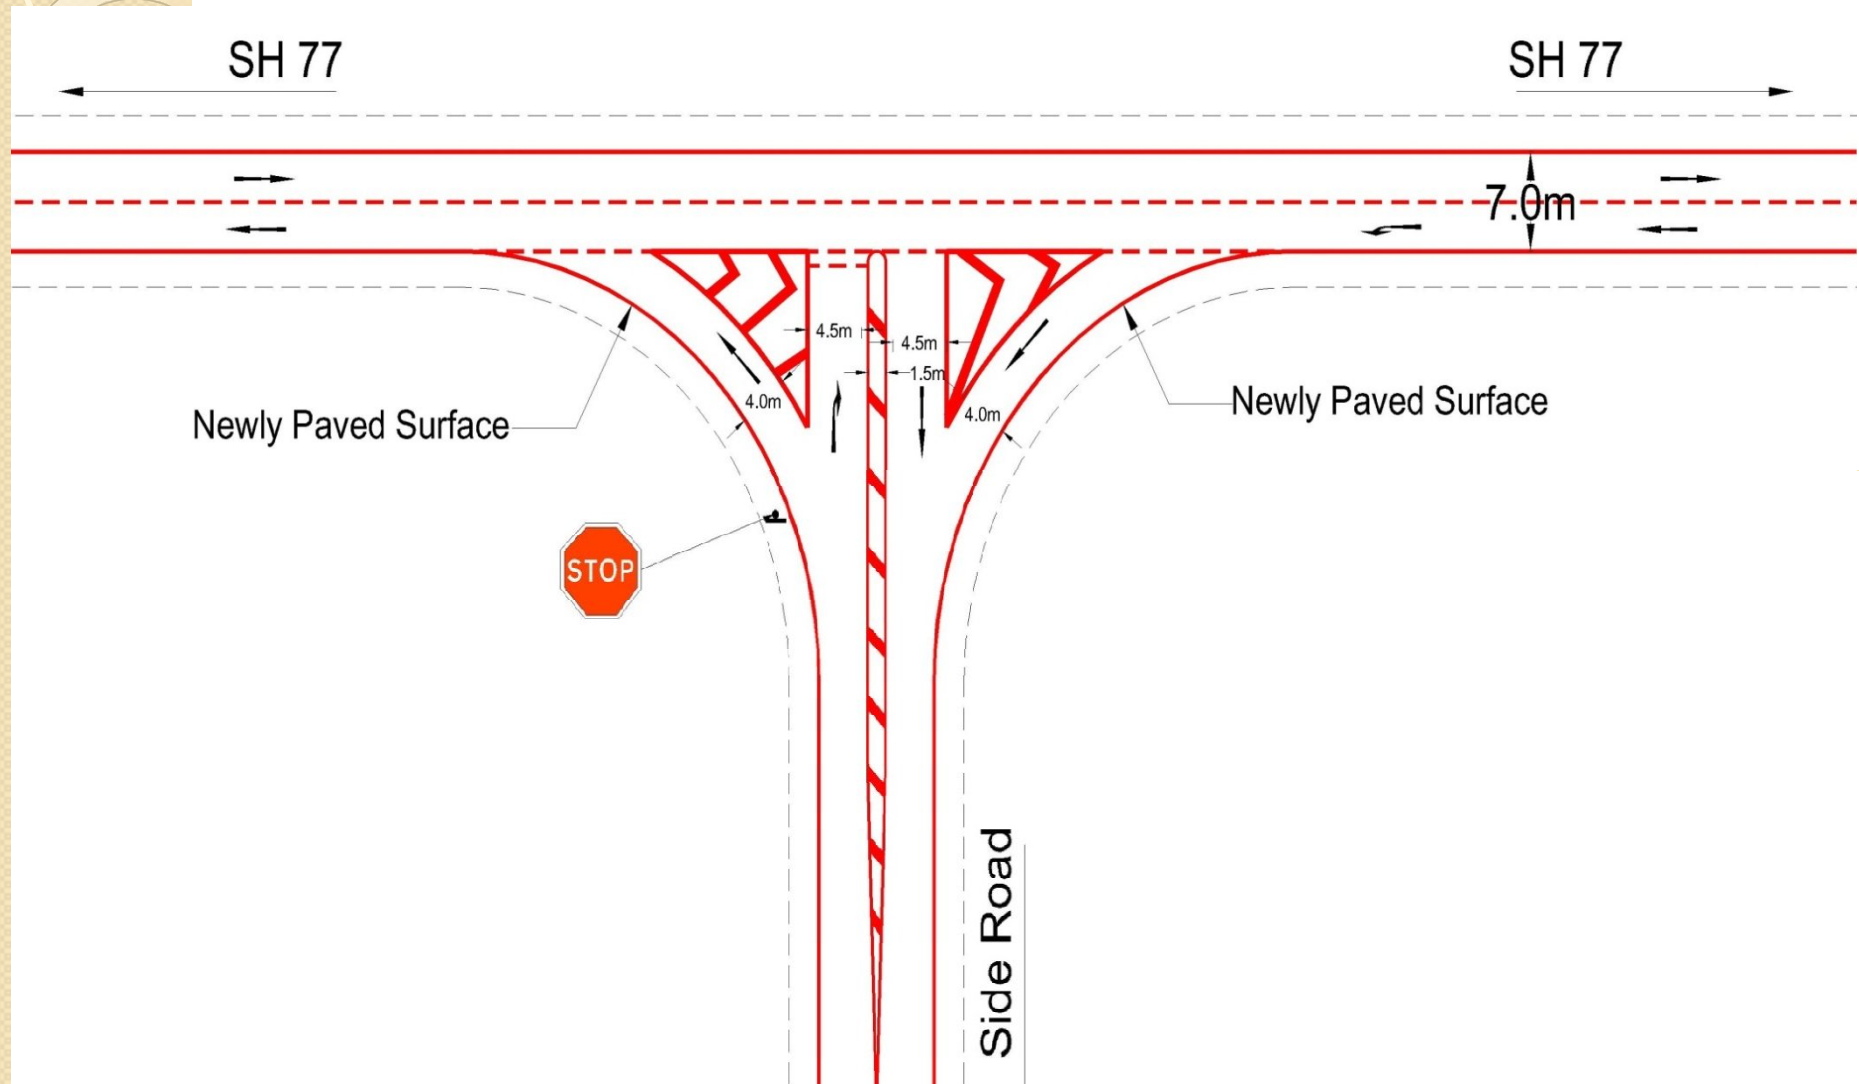 SH 77
SH 77
7.0m
4.5m
4.5m
1.5m
4.0m
4.0m
Newly Paved Surface
Newly Paved Surface
STOP
Side Road